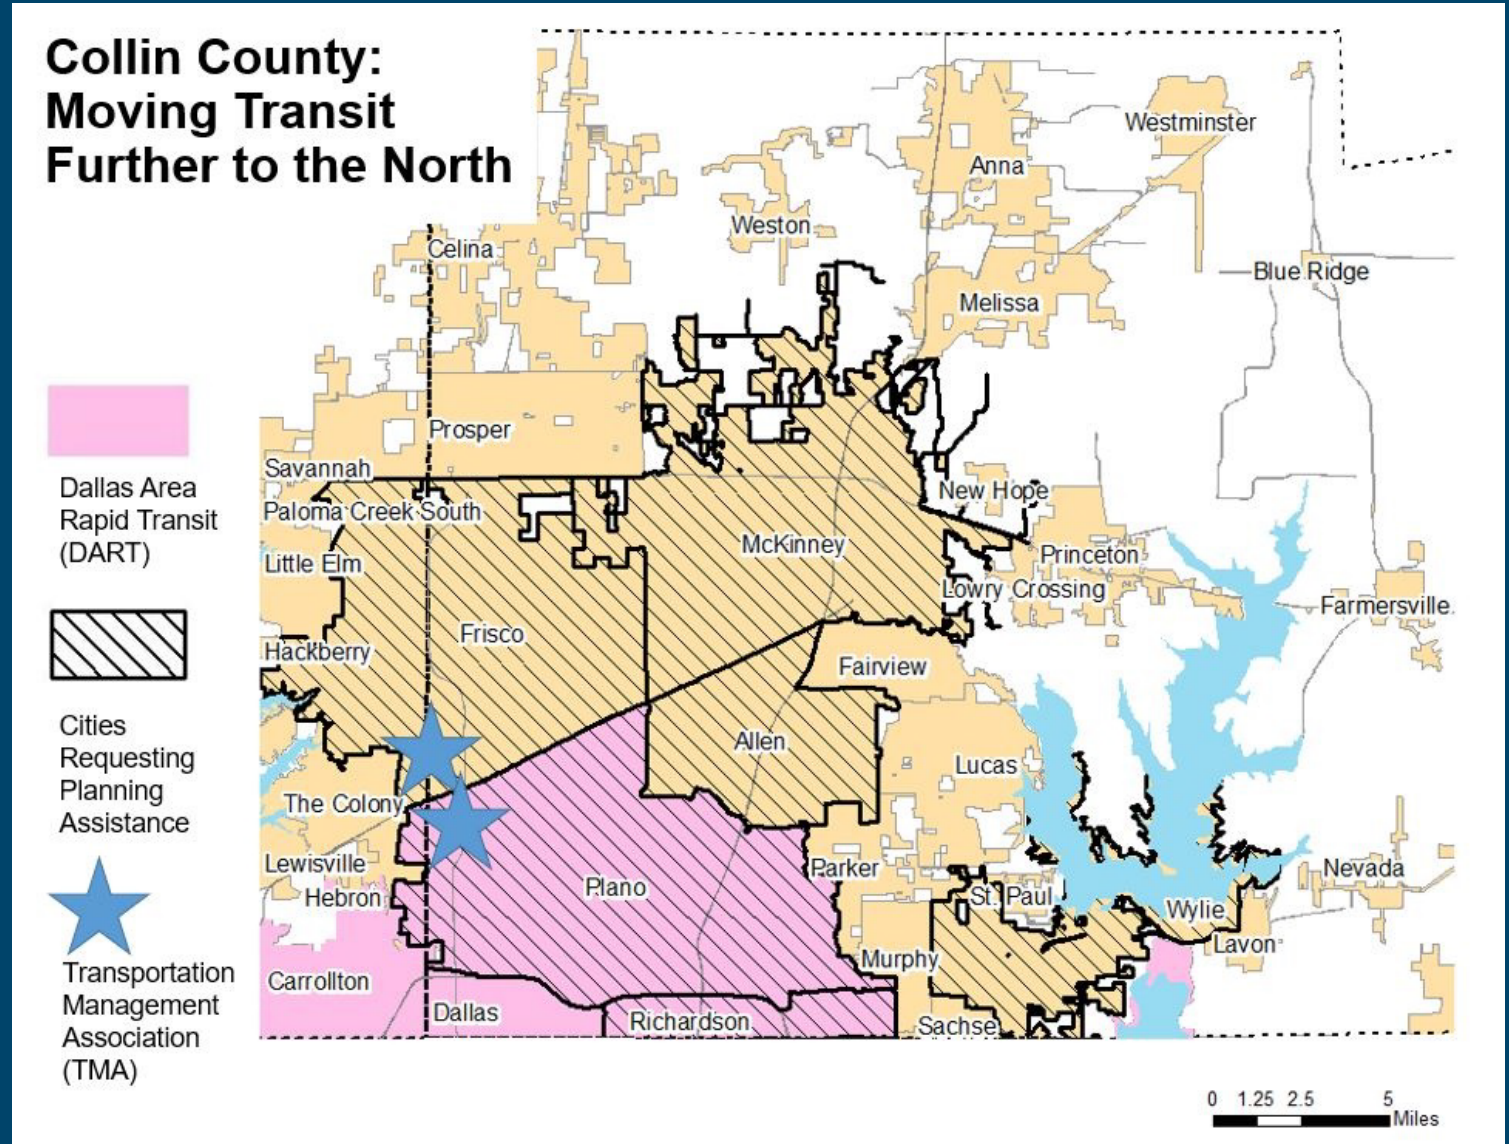 Collin County:
Moving Transit
Further to the North
Westminster
Anna
Weston
Celina
Blue Ridge
Melissa
Prosper
Savannah
New Hope
Paloma Creek South
McKinney
Princeton
Little Elm
Lowry Crossing
Farmersville
Frisco
Hackberry
Fairview
Allen
Lucas
The Colony
Lewisville
Parker
Nevada
Plano
Hebron
St. Paul
Wylie
Lavon
Murphy
Carrollton
Dallas
Richardson
Sachse
Dallas Area
Rapid Transit
(DART)
Cities
Requesting
Planning
Assistance
Transportation
Management
Association
(TMA)
0 1.25 2.5 5
Miles